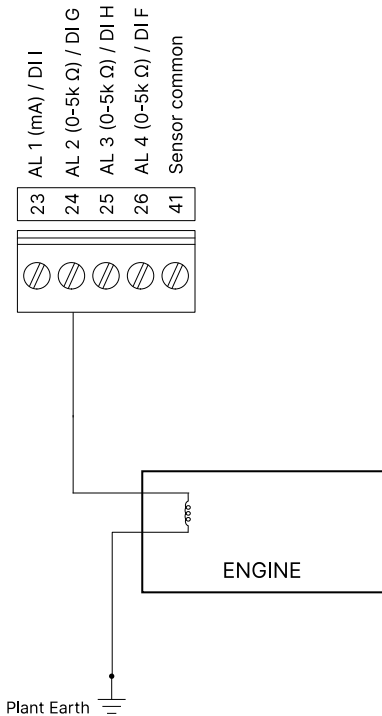 AL 1 (mA) / DI I
AL 2 (0-5k Ω) / DI G
AL 3 (0-5k Ω) / DI H
AL 4 (0-5k Ω) / DI F
Sensor common
23
24
25
26
41
ENGINE
Plant Earth